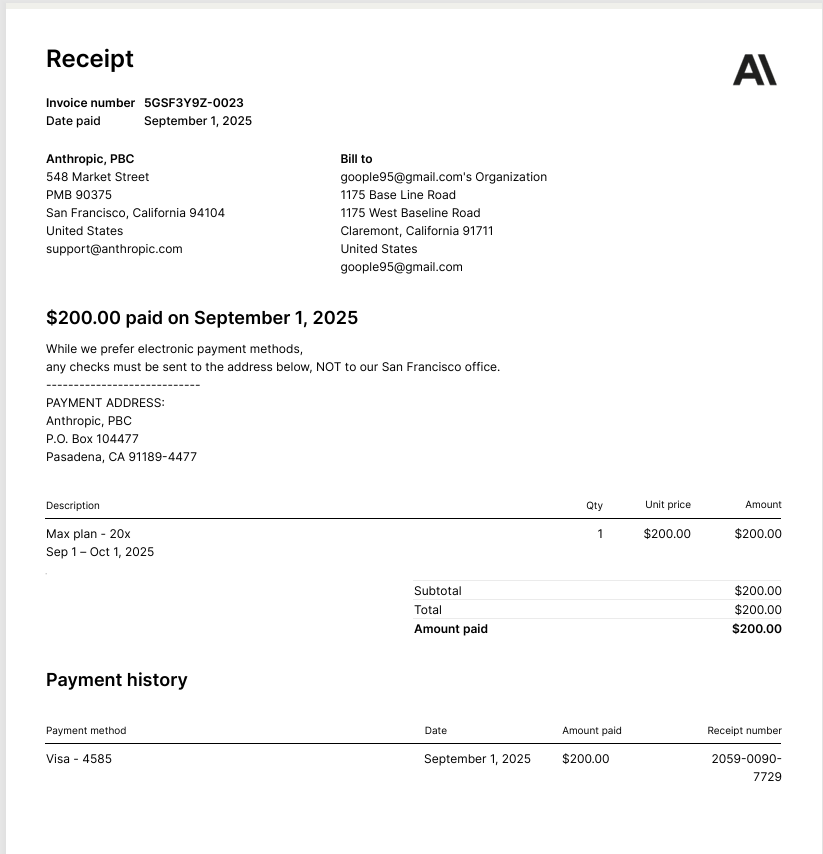 Receipt
Invoice number 5GSF3Y9Z-0023
Date paid September 1, 2025
Anthropic, PBC
548 Market Street
PMB 90375
San Francisco, California 94104
United States
support@anthropic.com
Bill to
goople95@gmail.com's Organization
1175 Base Line Road
1175 West Baseline Road
Claremont, California 91711
United States
goople95@gmail.com
$200.00 paid on September 1, 2025
While we prefer electronic payment methods,
any checks must be sent to the address below, NOT to our San Francisco office.
----------------------------
PAYMENT ADDRESS:
Anthropic, PBC
P.O. Box 104477
Pasadena, CA 91189-4477
Description Qty Unit price Amount
Max plan - 20x 1 $200.00 $200.00
Sep 1 – Oct 1, 2025
Subtotal $200.00
Total $200.00
Amount paid $200.00
Payment history
Payment method Date Amount paid Receipt number
Visa - 4585 September 1, 2025 $200.00 2059-0090-
7729